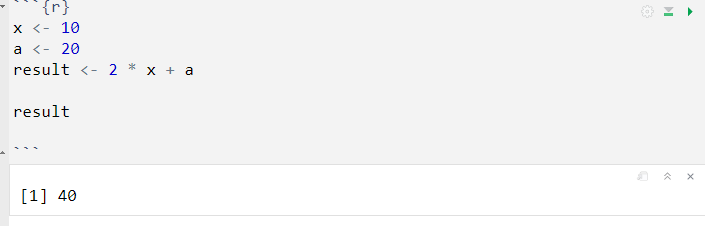 ```{r}
x <- 10
a <- 20
result <- 2 * x + a
result
```
[1] 40